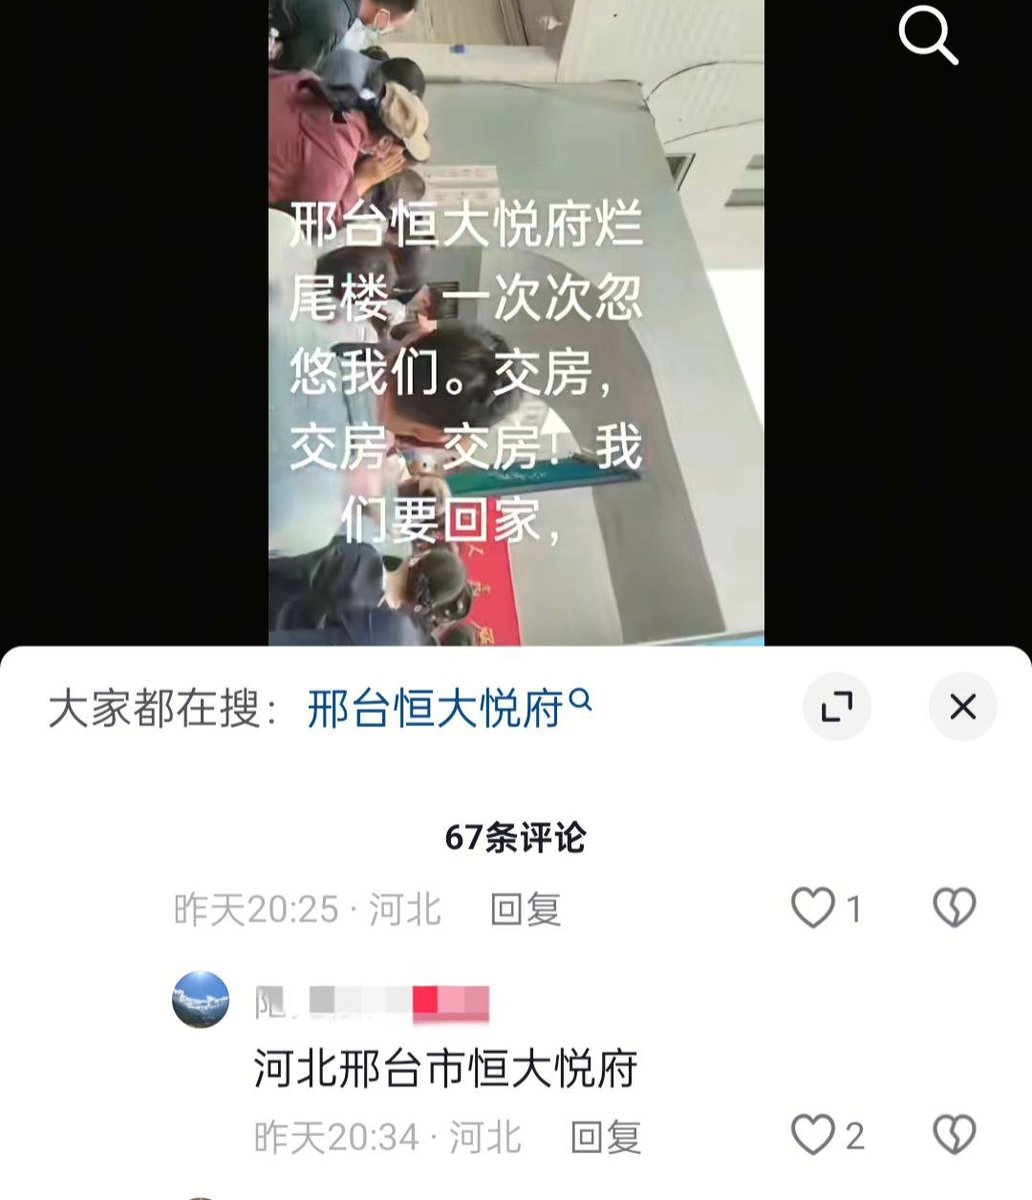 邢台恒大悦府烂
尾楼，一次次忽
悠我们。交房，
交房，交房！我
们要回家，
大家都在搜：邢台恒大悦府
67条评论
昨天20:25 · 河北 回复 1
河北邢台市恒大悦府
昨天20:34 · 河北 回复 2